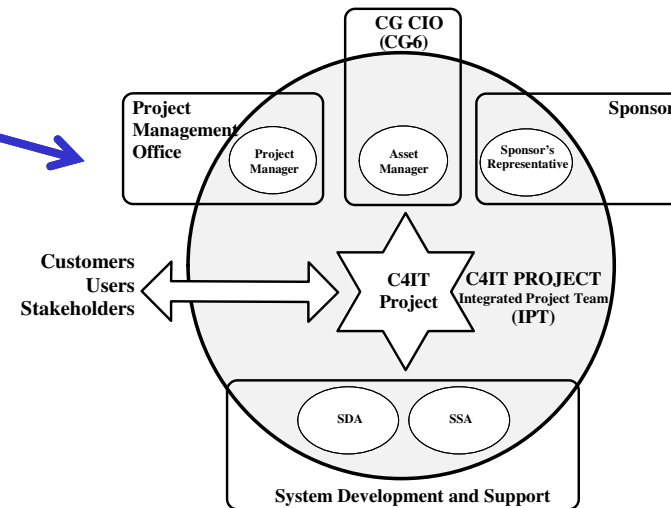 CG CIO
(CG6)
Project
Management
Office
Sponsor
Project
Manager
Asset
Manager
Sponsor's
Representative
Customers
Users
Stakeholders
C4IT
Project
C4IT PROJECT
Integrated Project Team
(IPT)
SDA
SSA
System Development and Support